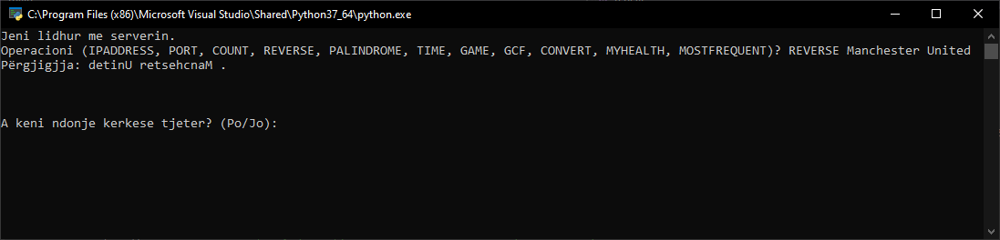 C:\Program Files (x86)\Microsoft Visual Studio\Shared\Python37_64\python.exe
Jeni lidhur me serverin.
Operacioni (IPADDRESS, PORT, COUNT, REVERSE, PALINDROME, TIME, GAME, GCF, CONVERT, MYHEALTH, MOSTFREQUENT)? REVERSE Manchester United
Përgjigjja: detinU retsehcnaM .
A keni ndonje kerkese tjeter? (Po/Jo):